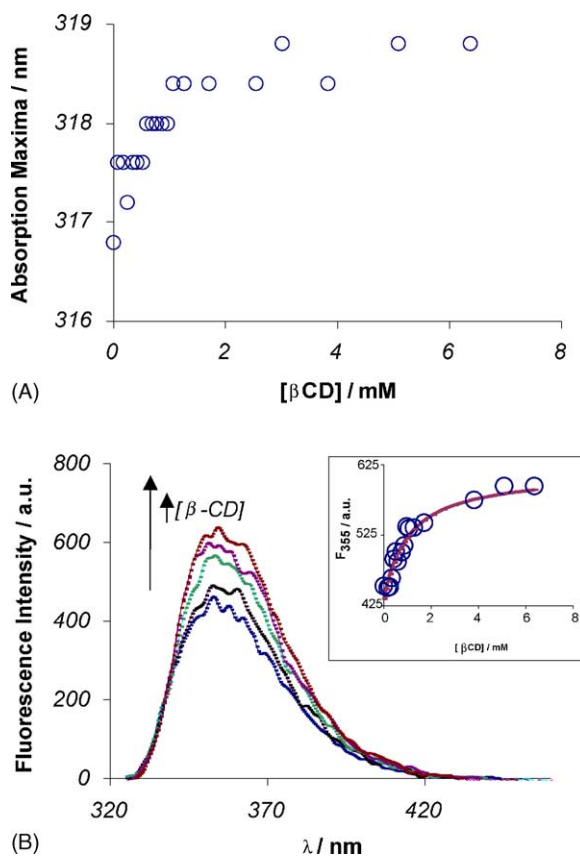 319
318
317
316
Absorption Maxima / nm
0
2
4
6
8
[βCD] / mM
(A)
800
600
400
200
0
Fluorescence Intensity / a.u.
[β-CD]
625
525
425
F365 / a.u.
0
2
4
6
8
[βCD] / mM
320
370
420
λ / nm
(B)